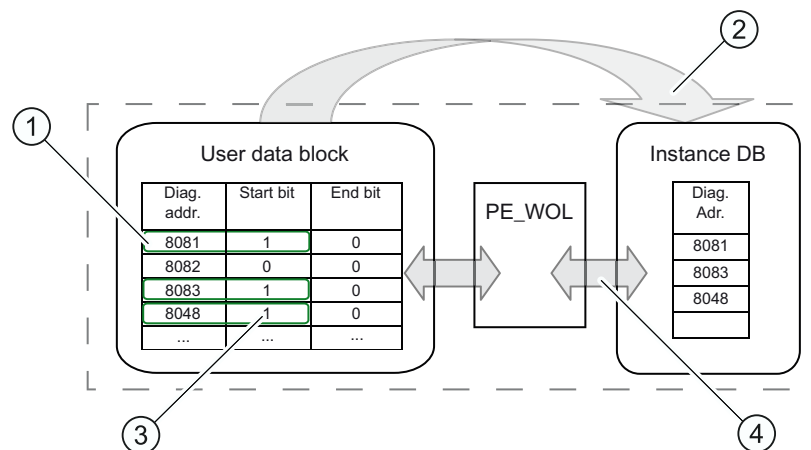 2
1
User data block
Diag. addr. Start bit End bit
8081 1 0
8082 0 0
8083 1 0
8048 1 0
... ... ...
PE_WOL
Instance DB
Diag.
Adr.
8081
8083
8048
3
4